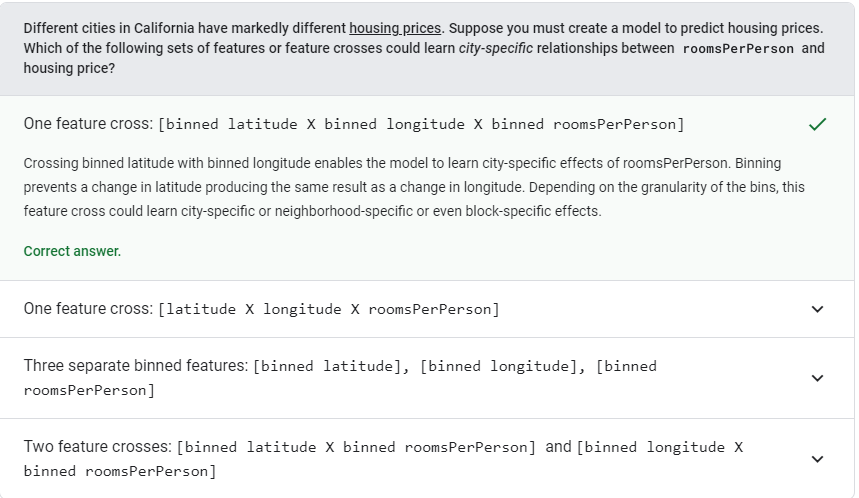 Different cities in California have markedly different housing prices. Suppose you must create a model to predict housing prices.
Which of the following sets of features or feature crosses could learn city-specific relationships between roomsPerPerson and
housing price?
One feature cross: [binned latitude X binned longitude X binned roomsPerPerson]
Crossing binned latitude with binned longitude enables the model to learn city-specific effects of roomsPerPerson. Binning
prevents a change in latitude producing the same result as a change in longitude. Depending on the granularity of the bins, this
feature cross could learn city-specific or neighborhood-specific or even block-specific effects.
Correct answer.
One feature cross: [latitude X longitude X roomsPerPerson]
Three separate binned features: [binned latitude], [binned longitude], [binned
roomsPerPerson]
Two feature crosses: [binned latitude X binned roomsPerPerson] and [binned longitude X
binned roomsPerPerson]